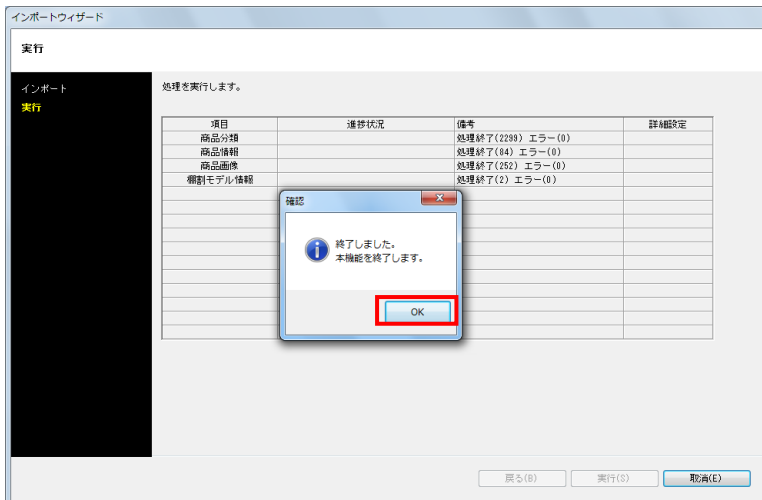 インポートウィザード
実行
インポート
実行
処理を実行します。
項目 進捗状況 備考 詳細設定
商品分類 処理終了(2299) エラー(0)
商品情報 処理終了(84) エラー(0)
商品画像 処理終了(252) エラー(0)
棚割モデル情報 処理終了(2) エラー(0)
確認
終了しました。
本機能を終了します。
OK
戻る(B) 実行(S) 取消(E)